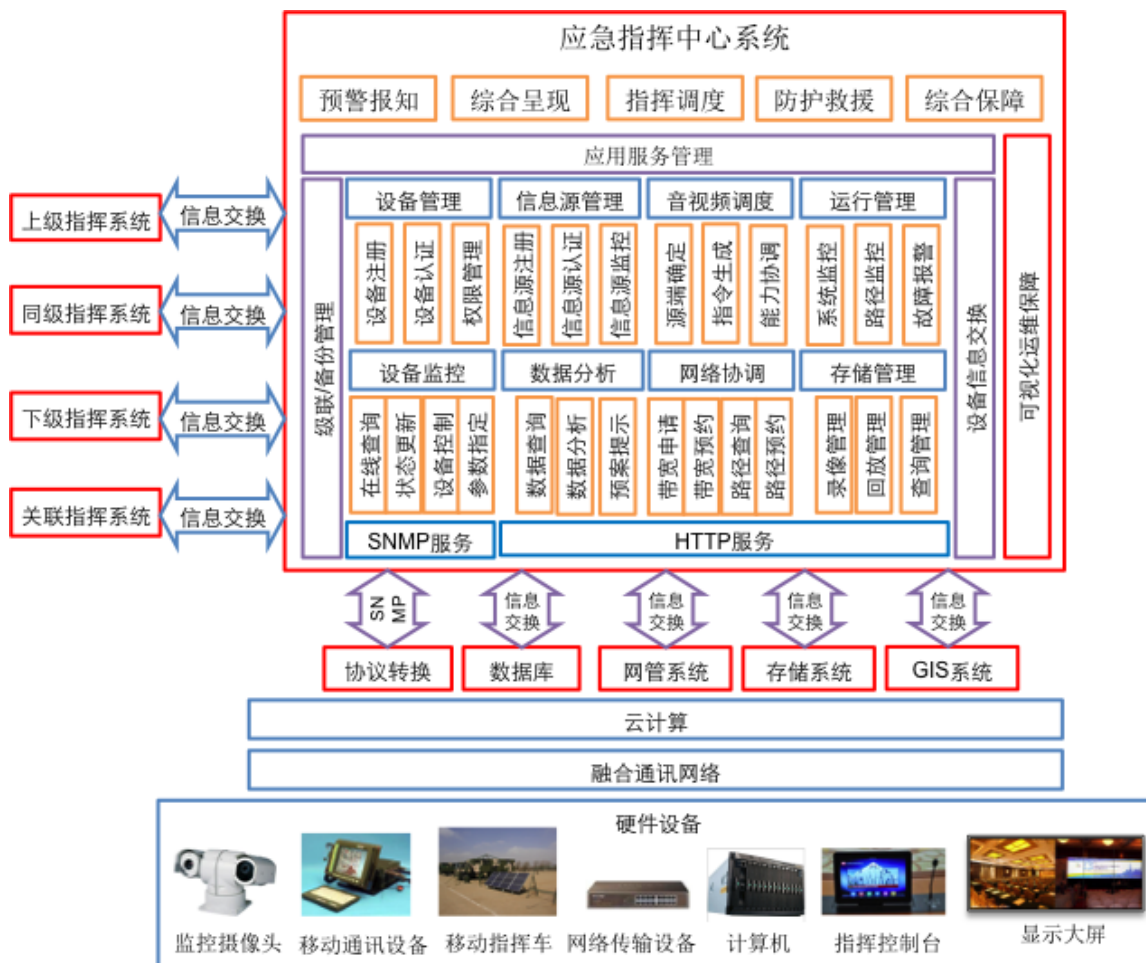 应急指挥中心系统
预警报知
综合呈现
指挥调度
防护救援
综合保障
应用服务管理
上级指挥系统
信息交换
同级指挥系统
信息交换
下级指挥系统
信息交换
关联指挥系统
信息交换
级联/备份管理
设备管理
信息源管理
音视频调度
运行管理
设备注册
设备认证
权限管理
信息源注册
信息源认证
信息源监控
源端确定
指令生成
能力协调
系统监控
路径监控
故障报警
设备监控
数据分析
网络协调
存储管理
在线查询
状态更新
设备控制
参数指定
数据查询
数据分析
预案提示
带宽申请
带宽预约
路径查询
路径预约
录像管理
回放管理
查询管理
SNMP服务
HTTP服务
设备信息交换
可视化运维保障
SN
MP
信息
交换
信息
交换
信息
交换
信息
交换
协议转换
数据库
网管系统
存储系统
GIS系统
云计算
融合通讯网络
硬件设备
监控摄像头
移动通讯设备
移动指挥车
网络传输设备
计算机
指挥控制台
显示大屏